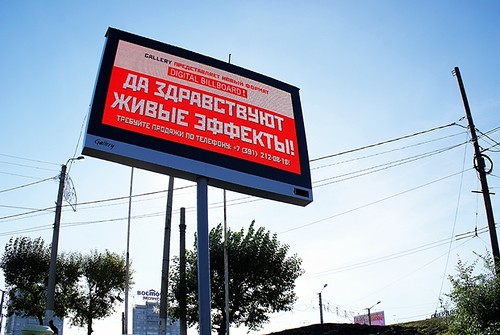 GALLERY ПРЕДСТАВЛЯЕТ НОВЫЙ ФОРМАТ
DIGITAL BILLBOARD!
ДА ЗДРАВСТВУЮТ
ЖИВЫЕ ЭФФЕКТЫ!
ТРЕБУЙТЕ ПРОДАЖИ ПО ТЕЛЕФОНУ: +7 (391) 212-08-10!
Gallery